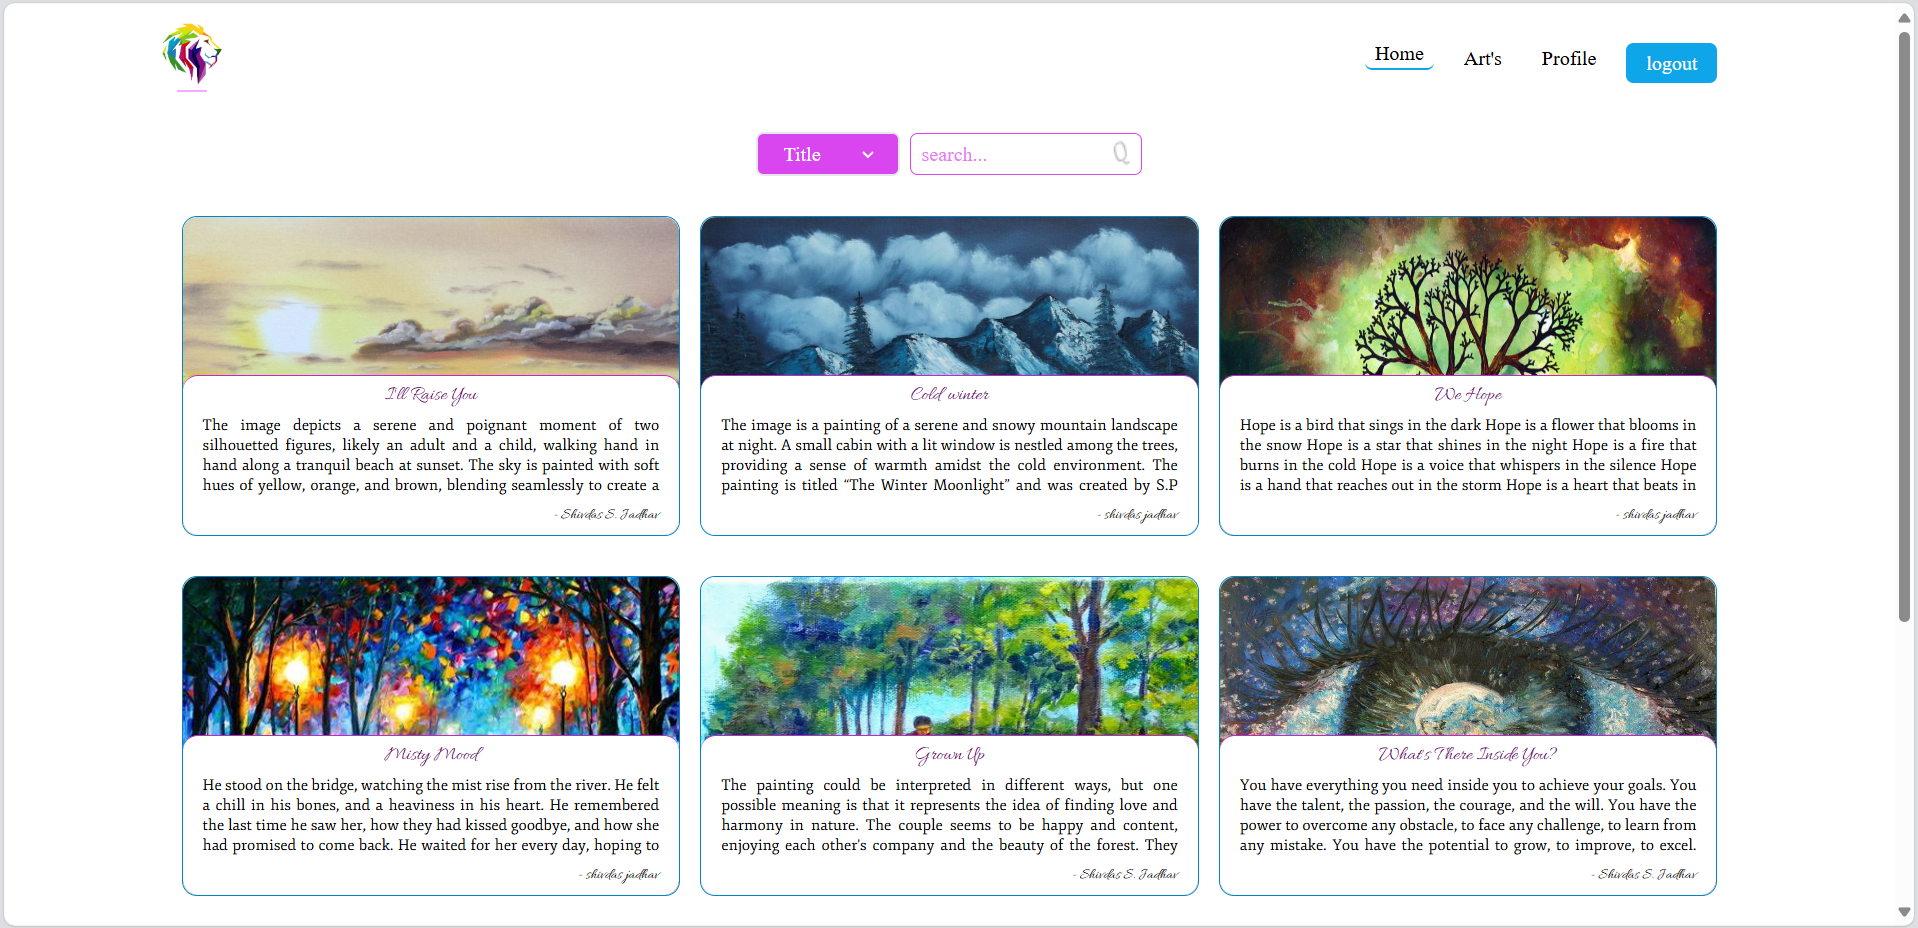 Home
Art's
Profile
logout
Title
search...
I'll Raise You
The image depicts a serene and poignant moment of two
silhouetted figures, likely an adult and a child, walking hand in
hand along a tranquil beach at sunset. The sky is painted with soft
hues of yellow, orange, and brown, blending seamlessly to create a
- Shivdas S. Jadhav
Cold winter
The image is a painting of a serene and snowy mountain landscape
at night. A small cabin with a lit window is nestled among the trees,
providing a sense of warmth amidst the cold environment. The
painting is titled “The Winter Moonlight” and was created by S.P
- shivdas jadhav
We Hope
Hope is a bird that sings in the dark Hope is a flower that blooms in
the snow Hope is a star that shines in the night Hope is a fire that
burns in the cold Hope is a voice that whispers in the silence Hope
is a hand that reaches out in the storm Hope is a heart that beats in
- shivdas jadhav
Misty Mood
He stood on the bridge, watching the mist rise from the river. He felt
a chill in his bones, and a heaviness in his heart. He remembered
the last time he saw her, how they had kissed goodbye, and how she
had promised to come back. He waited for her every day, hoping to
- shivdas jadhav
Grown Up
The painting could be interpreted in different ways, but one
possible meaning is that it represents the idea of finding love and
harmony in nature. The couple seems to be happy and content,
enjoying each other's company and the beauty of the forest. They
- Shivdas S. Jadhav
What's There Inside You?
You have everything you need inside you to achieve your goals. You
have the talent, the passion, the courage, and the will. You have the
power to overcome any obstacle, to face any challenge, to learn from
any mistake. You have the potential to grow, to improve, to excel.
- Shivdas S. Jadhav